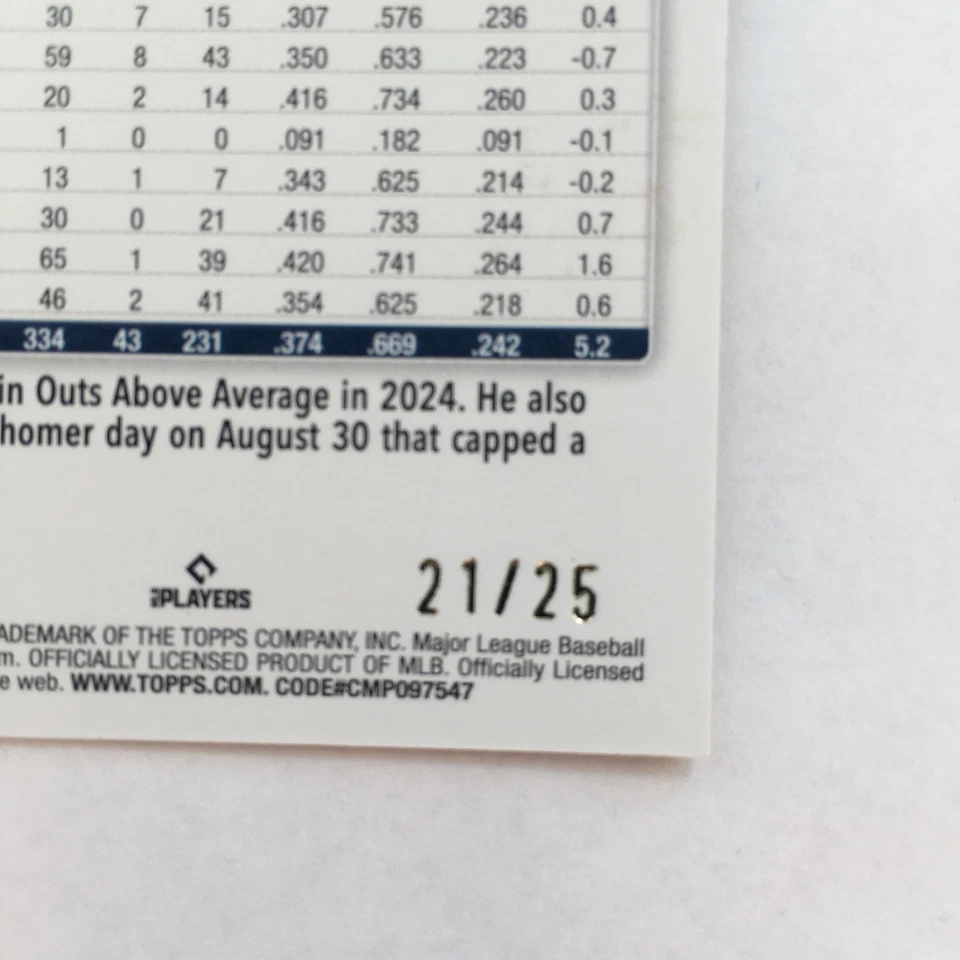 30 7 15 .307 .576 .236 0.4
59 8 43 .350 .633 .223 -0.7
20 2 14 .416 .734 .260 0.3
1 0 0 .091 .182 .091 -0.1
13 1 7 .343 .625 .214 -0.2
30 0 21 .416 .733 .244 0.7
65 1 39 .420 .741 .264 1.6
46 2 41 .354 .625 .218 0.6
334 43 231 .374 .669 .242 5.2
in Outs Above Average in 2024. He also
homer day on August 30 that capped a
21/25
PLAYERS
ADEMARK OF THE TOPPS COMPANY, INC. Major League Baseball
m. OFFICIALLY LICENSED PRODUCT OF MLB. Officially Licensed
e web. WWW.TOPPS.COM. CODE#CMP097547